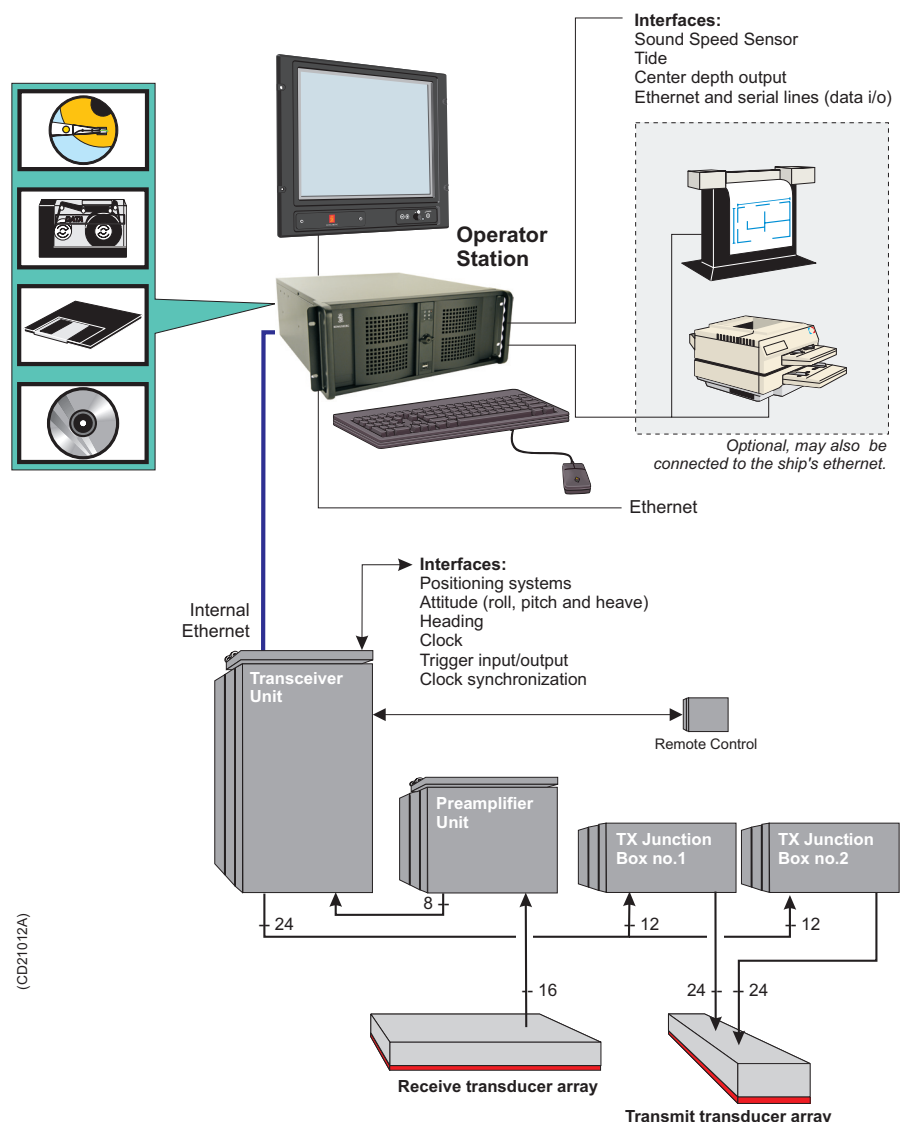 Interfaces:
Sound Speed Sensor
Tide
Center depth output
Ethernet and serial lines (data i/o)
DATA
Operator
Station
Optional, may also be
connected to the ship's ethernet.
Ethernet
Interfaces:
Positioning systems
Attitude (roll, pitch and heave)
Heading
Clock
Trigger input/output
Clock synchronization
Internal
Ethernet
Transceiver
Unit
Remote Control
Preamplifier
Unit
TX Junction
Box no.1
TX Junction
Box no.2
8
24
12
12
16
24
24
(CD21012A)
Receive transducer array
Transmit transducer array